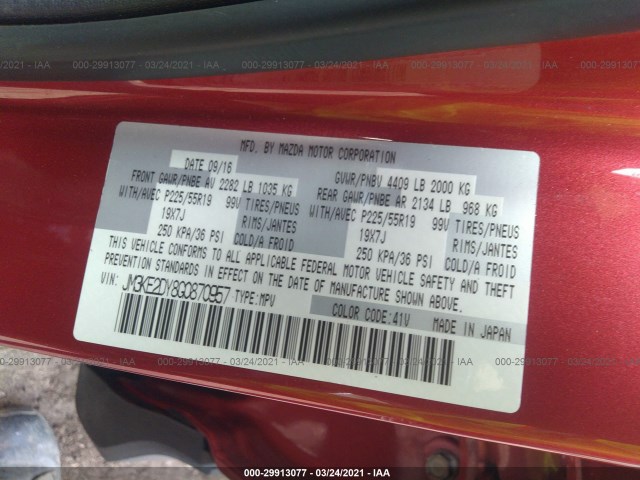 000-29913077 - 03/24/2021 - IAA
MFD. BY MAZDA MOTOR CORPORATION
DATE 09/16
GVWR/PNBV 4409 LB 2000 KG
FRONT GAWR/PNBE AV 2282 LB 1035 KG
REAR GAWR/PNBE AR 2134 LB 968 KG
WITH/AVEC P225/55R19 99V TIRES/PNEUS
WITH/AVEC P225/55R19 99V TIRES/PNEUS
19X7J RIMS/JANTES
19X7J RIMS/JANTES
250 KPA/36 PSI COLD/A FROID
250 KPA/36 PSI COLD/A FROID
THIS VEHICLE CONFORMS TO ALL APPLICABLE FEDERAL MOTOR VEHICLE SAFETY AND THEFT
PREVENTION STANDARDS IN EFFECT ON THE DATE OF MANUFACTURE SHOWN ABOVE.
VIN: JM3KE2DY8G0870957 TYPE:MPV
COLOR CODE:41V MADE IN JAPAN
000-29913077 - 03/24/2021 - IAA